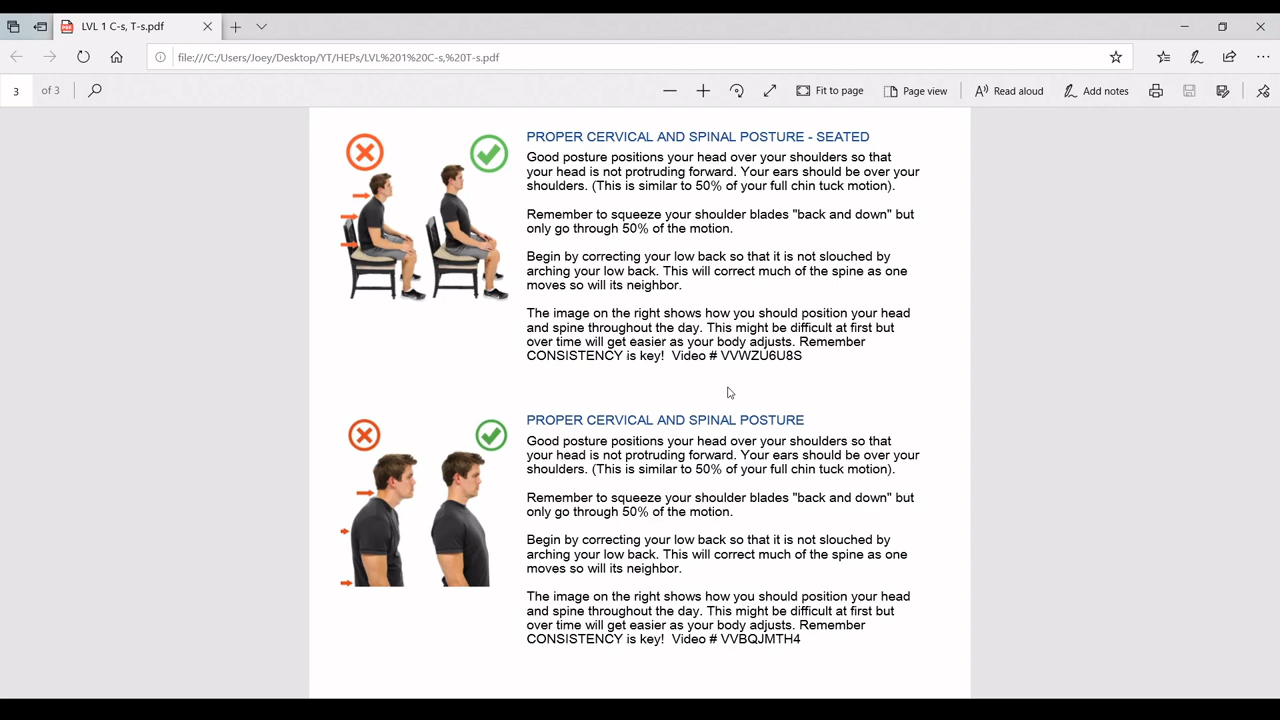 LVL 1 C-s, T-s.pdf
file:///C:/Users/Joey/Desktop/YT/HEPs/LVL%201%20C-s,%20T-s.pdf
3 of 3 Fit to page Page view Read aloud Add notes
PROPER CERVICAL AND SPINAL POSTURE - SEATED
Good posture positions your head over your shoulders so that
your head is not protruding forward. Your ears should be over your
shoulders. (This is similar to 50% of your full chin tuck motion).
Remember to squeeze your shoulder blades "back and down" but
only go through 50% of the motion.
Begin by correcting your low back so that it is not slouched by
arching your low back. This will correct much of the spine as one
moves so will its neighbor.
The image on the right shows how you should position your head
and spine throughout the day. This might be difficult at first but
over time will get easier as your body adjusts. Remember
CONSISTENCY is key!  Video # VVWZU6U8S
PROPER CERVICAL AND SPINAL POSTURE
Good posture positions your head over your shoulders so that
your head is not protruding forward. Your ears should be over your
shoulders. (This is similar to 50% of your full chin tuck motion).
Remember to squeeze your shoulder blades "back and down" but
only go through 50% of the motion.
Begin by correcting your low back so that it is not slouched by
arching your low back. This will correct much of the spine as one
moves so will its neighbor.
The image on the right shows how you should position your head
and spine throughout the day. This might be difficult at first but
over time will get easier as your body adjusts. Remember
CONSISTENCY is key!  Video # VVBQJMTH4